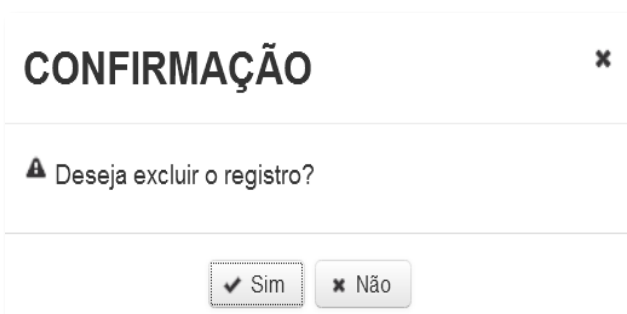 CONFIRMAÇÃO
Deseja excluir o registro?
Sim
Não